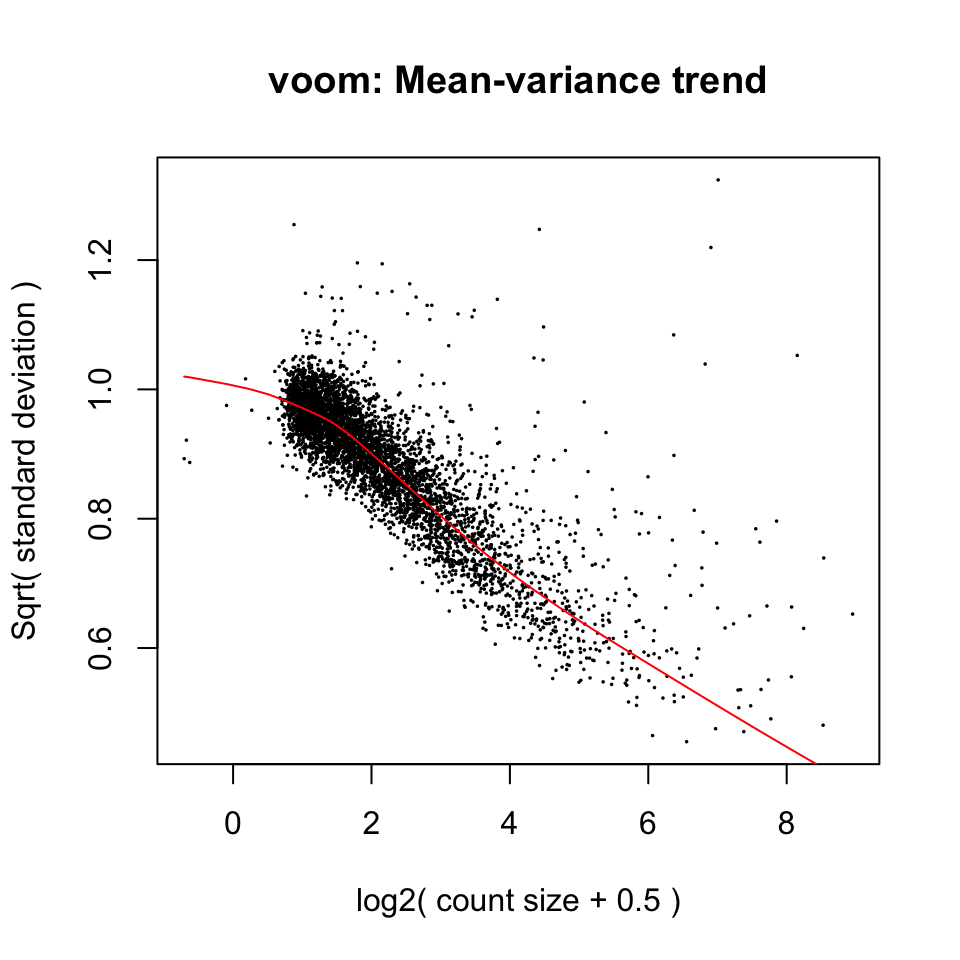 voom: Mean-variance trend
Sqrt( standard deviation )
1.2
1.0
0.8
0.6
0 2 4 6 8
log2( count size + 0.5 )